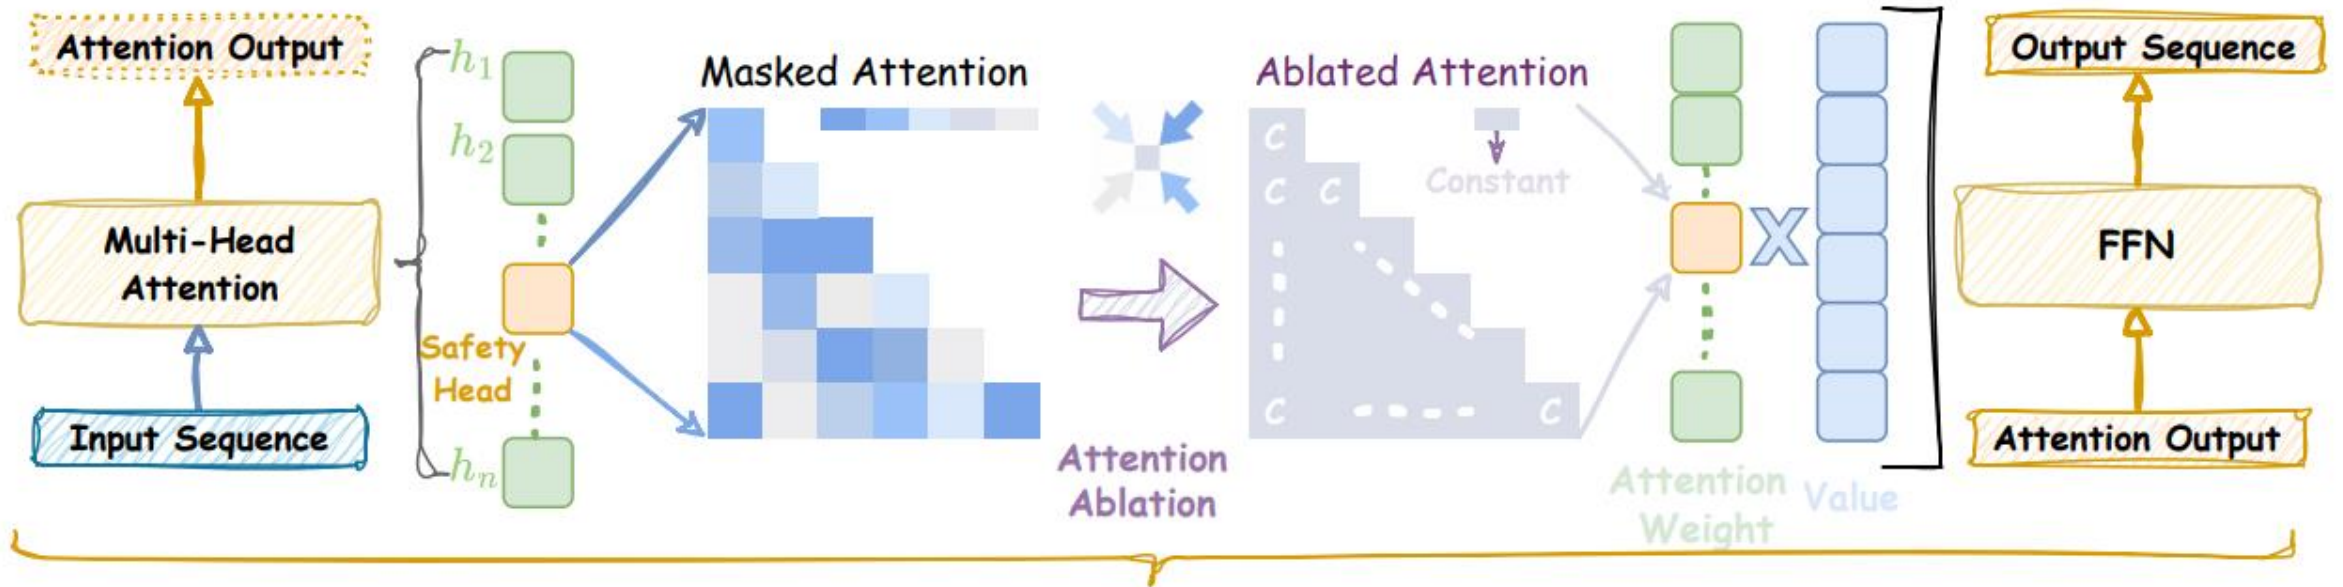 Attention Output
Multi-Head
Attention
Input Sequence
h1
h2
Safety
Head
hn
Masked Attention
Attention
Ablation
Ablated Attention
C
Constant
C C
C C
Attention
Weight
Value
X
Output Sequence
FFN
Attention Output